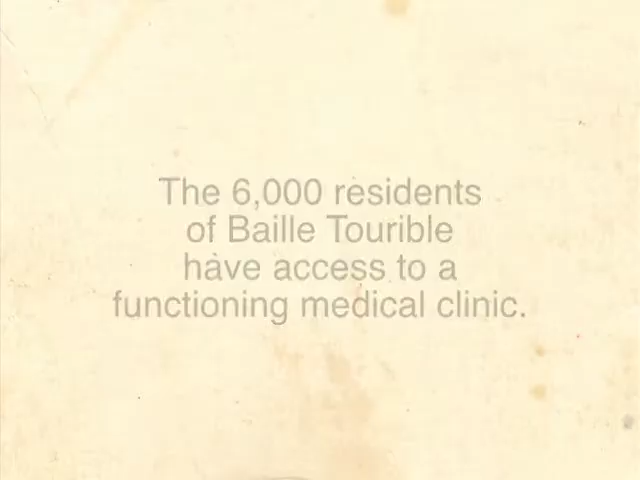 The 6,000 residents
of Baille Tourible
have access to a
functioning medical clinic.